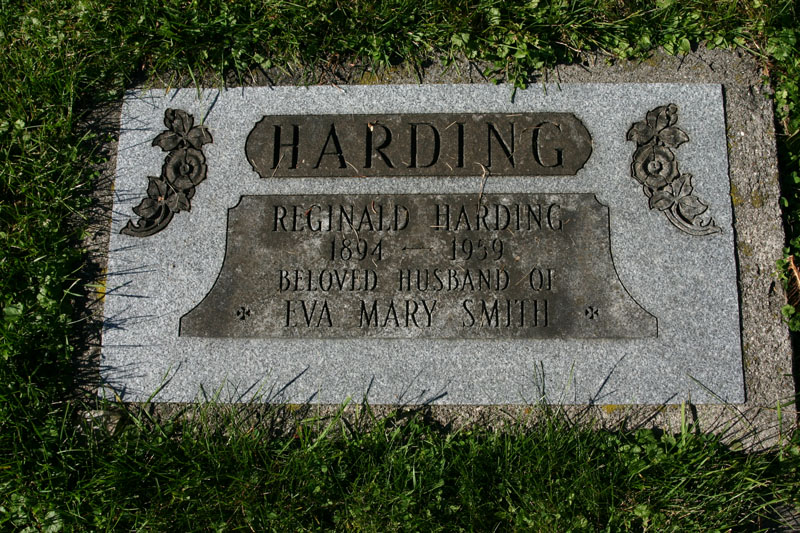 HARDING
REGINALD HARDING
1894 — 1959
BELOVED HUSBAND OF
EVA MARY SMITH